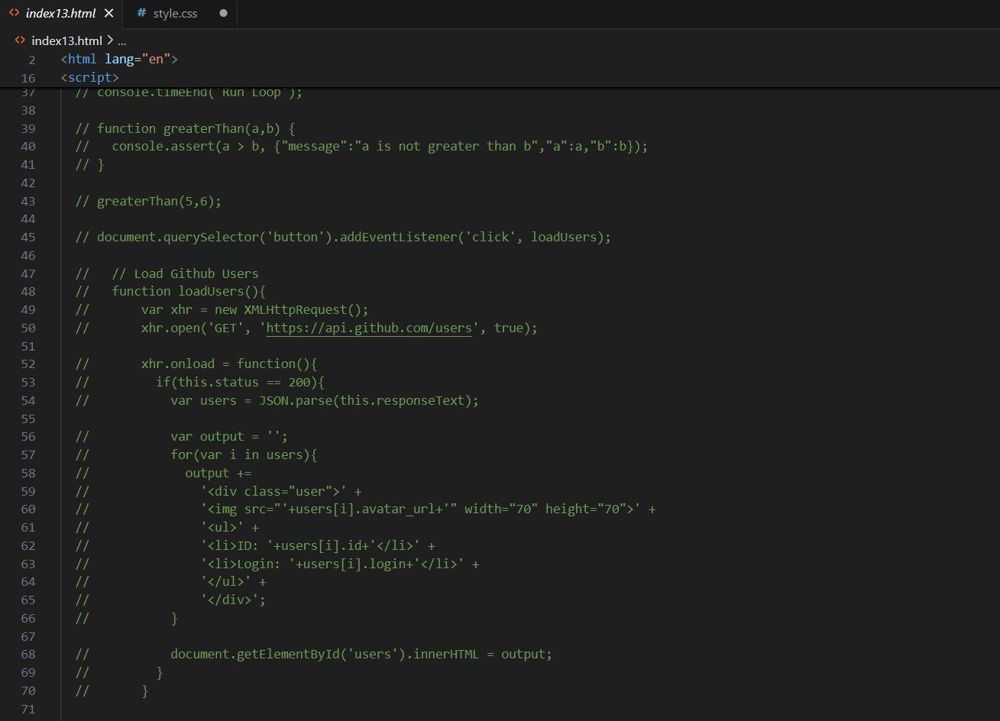 index13.html
# style.css
index13.html > ...
2 <html lang="en">
16 <script>
37 // console.timeEnd('Run Loop');
38
39 // function greaterThan(a,b) {
40 //   console.assert(a > b, {"message":"a is not greater than b","a":a,"b":b});
41 // }
42
43 // greaterThan(5,6);
44
45 // document.querySelector('button').addEventListener('click', loadUsers);
46
47 //   // Load Github Users
48 //   function loadUsers(){
49 //       var xhr = new XMLHttpRequest();
50 //       xhr.open('GET', 'https://api.github.com/users', true);
51
52 //       xhr.onload = function(){
53 //         if(this.status == 200){
54 //           var users = JSON.parse(this.responseText);
55
56 //           var output = '';
57 //           for(var i in users){
58 //             output +=
59 //               '<div class="user">' +
60 //               '<img src="'+users[i].avatar_url+'" width="70" height="70">' +
61 //               '<ul>' +
62 //               '<li>ID: '+users[i].id+'</li>' +
63 //               '<li>Login: '+users[i].login+'</li>' +
64 //               '</ul>' +
65 //               '</div>';
66 //           }
67
68 //           document.getElementById('users').innerHTML = output;
69 //         }
70 //       }
71